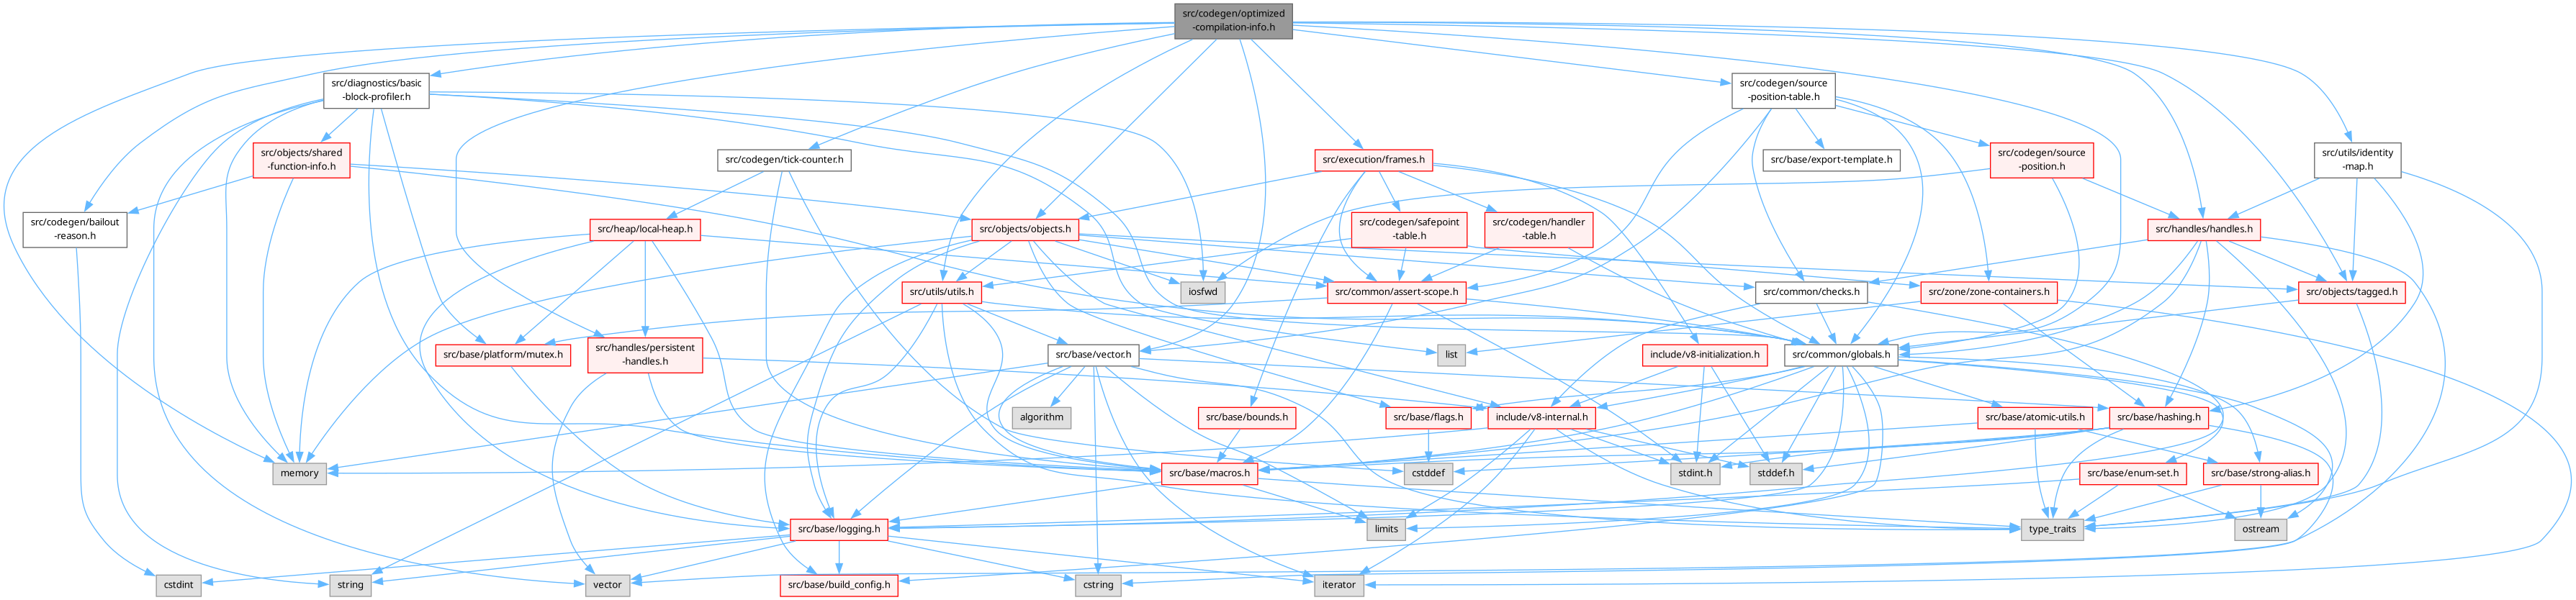 src/codegen/optimized
-compilation-info.h
src/diagnostics/basic
-block-profiler.h
src/codegen/source
-position-table.h
src/objects/shared
-function-info.h
src/codegen/tick-counter.h
src/execution/frames.h
src/base/export-template.h
src/codegen/source
-position.h
src/utils/identity
-map.h
src/codegen/bailout
-reason.h
src/heap/local-heap.h
src/objects/objects.h
src/codegen/safepoint
-table.h
src/codegen/handler
-table.h
src/handles/handles.h
src/utils/utils.h
iosfwd
src/common/assert-scope.h
src/common/checks.h
src/zone/zone-containers.h
src/objects/tagged.h
src/base/platform/mutex.h
src/handles/persistent
-handles.h
src/base/vector.h
list
include/v8-initialization.h
src/common/globals.h
algorithm
src/base/bounds.h
src/base/flags.h
include/v8-internal.h
src/base/atomic-utils.h
src/base/hashing.h
memory
src/base/macros.h
cstddef
stdint.h
stddef.h
src/base/enum-set.h
src/base/strong-alias.h
src/base/logging.h
limits
type_traits
ostream
cstdint
string
vector
src/base/build_config.h
cstring
iterator